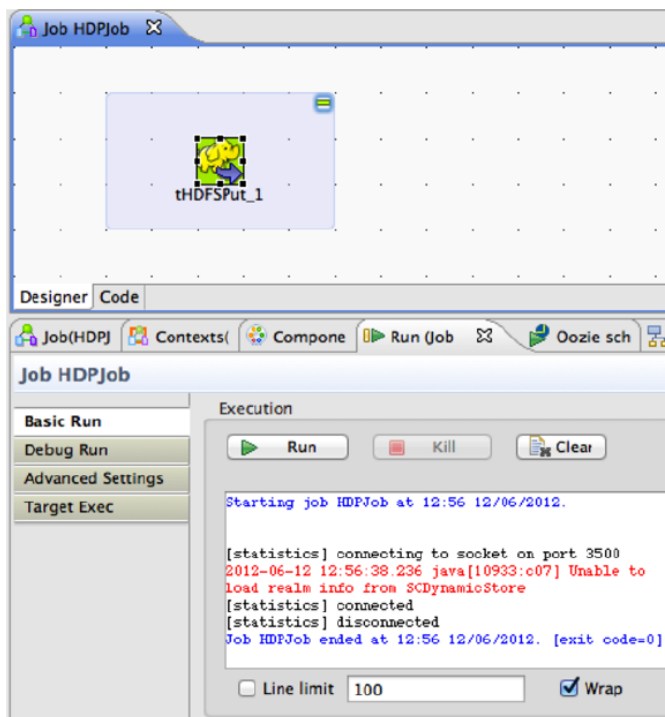 Job HDPJob
tHDFSPut_1
Designer Code
Job(HDPJ Contexts( Compone Run (Job Oozie sch
Job HDPJob
Basic Run
Debug Run
Advanced Settings
Target Exec
Execution
Run Kill Clear
Starting job HDPJob at 12:56 12/06/2012.
[statistics] connecting to socket on port 3500
2012-06-12 12:56:38.236 java[10933:c07] Unable to
load realm info from SCDynamicStore
[statistics] connected
[statistics] disconnected
Job HDPJob ended at 12:56 12/06/2012. [exit code=0]
Line limit 100 Wrap